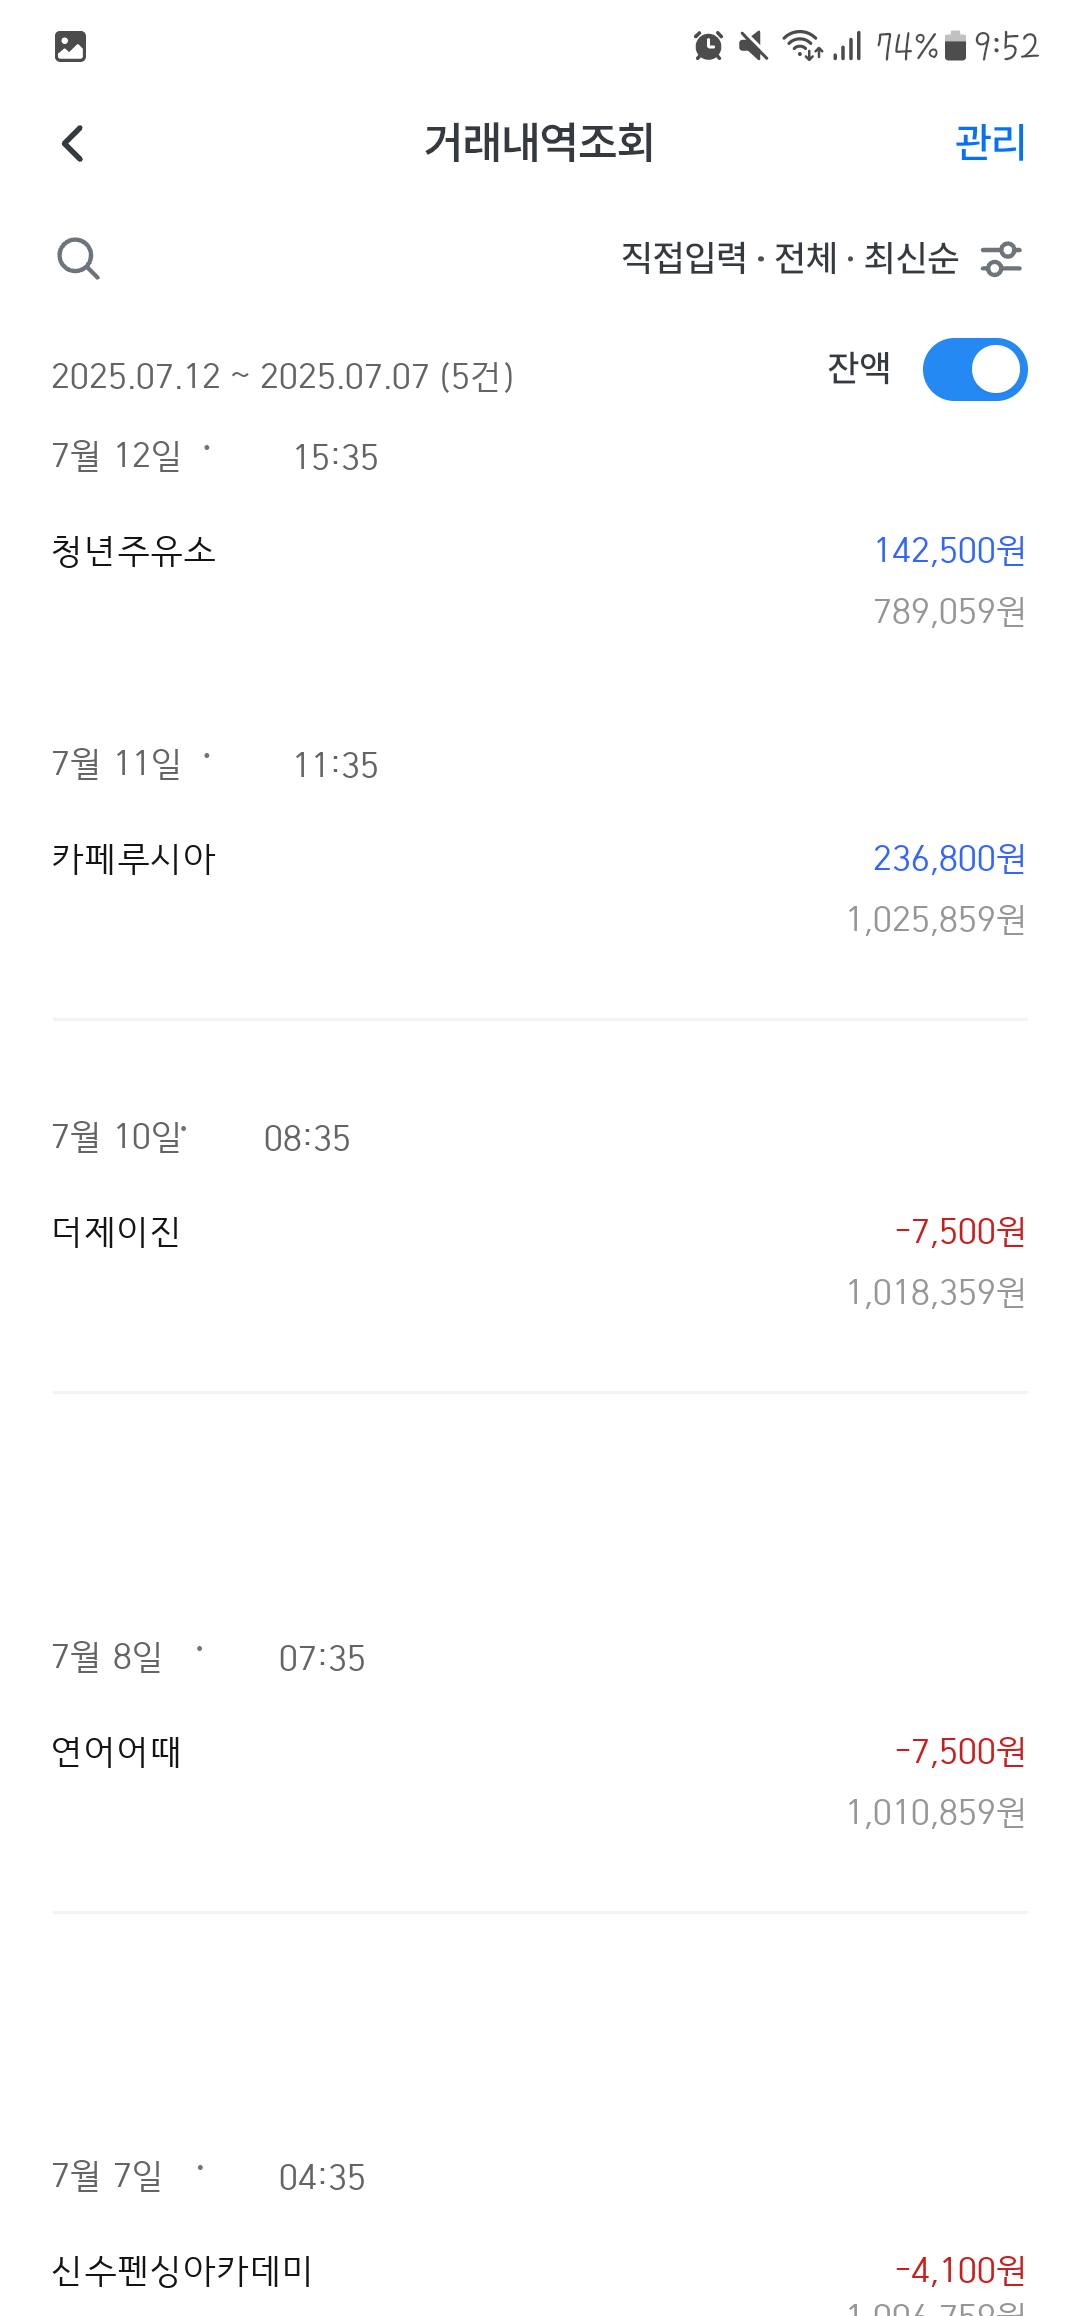 74% 9:52
거래내역조회 관리
직접입력 · 전체 · 최신순
2025.07.12 ~ 2025.07.07 (5건) 잔액
7월 12일 · 15:35
청년주유소 142,500원
789,059원
7월 11일 · 11:35
카페루시아 236,800원
1,025,859원
7월 10일· 08:35
더제이진 -7,500원
1,018,359원
7월 8일 · 07:35
연어어때 -7,500원
1,010,859원
7월 7일 · 04:35
신수펜싱아카데미 -4,100원